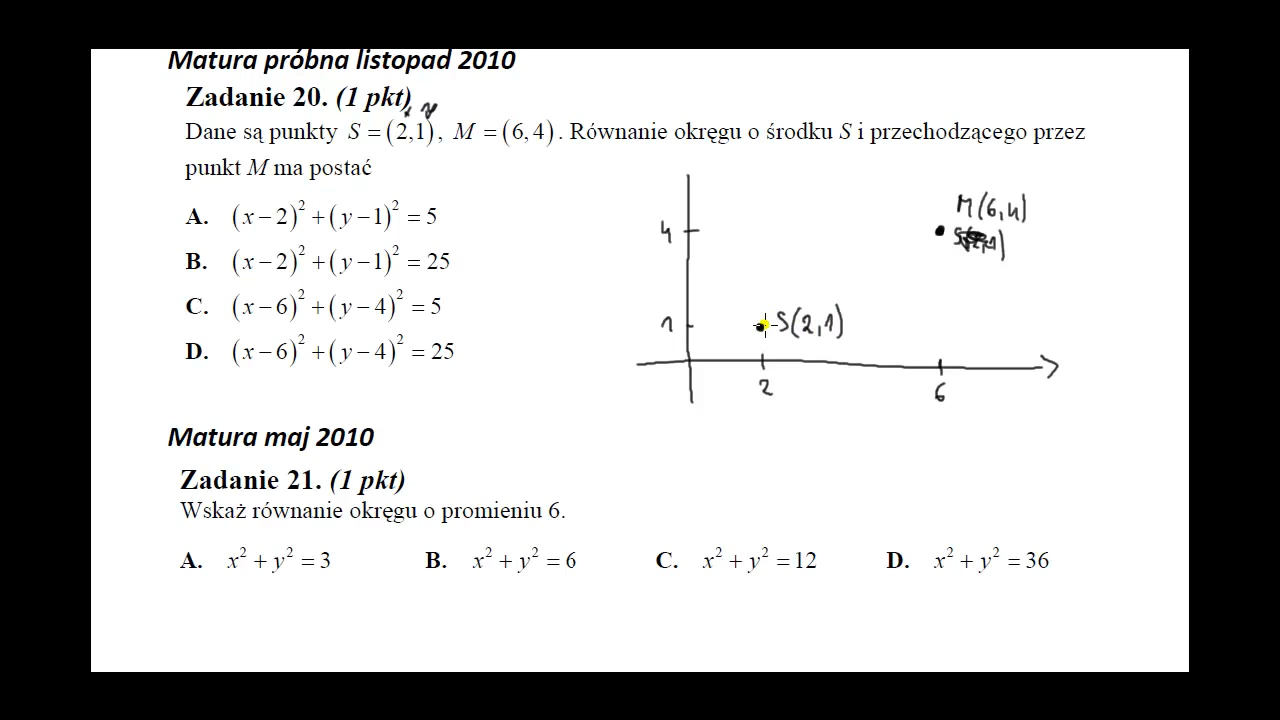 Matura próbna listopad 2010
Zadanie 20. (1 pkt)
x y
Dane są punkty S = (2,1), M = (6,4). Równanie okręgu o środku S i przechodzącego przez
punkt M ma postać
A. (x−2)² + (y−1)² = 5
B. (x−2)² + (y−1)² = 25
C. (x−6)² + (y−4)² = 5
D. (x−6)² + (y−4)² = 25
M(6,4)
4
1
S(2,1)
2
6
Matura maj 2010
Zadanie 21. (1 pkt)
Wskaż równanie okręgu o promieniu 6.
A. x² + y² = 3 B. x² + y² = 6 C. x² + y² = 12 D. x² + y² = 36